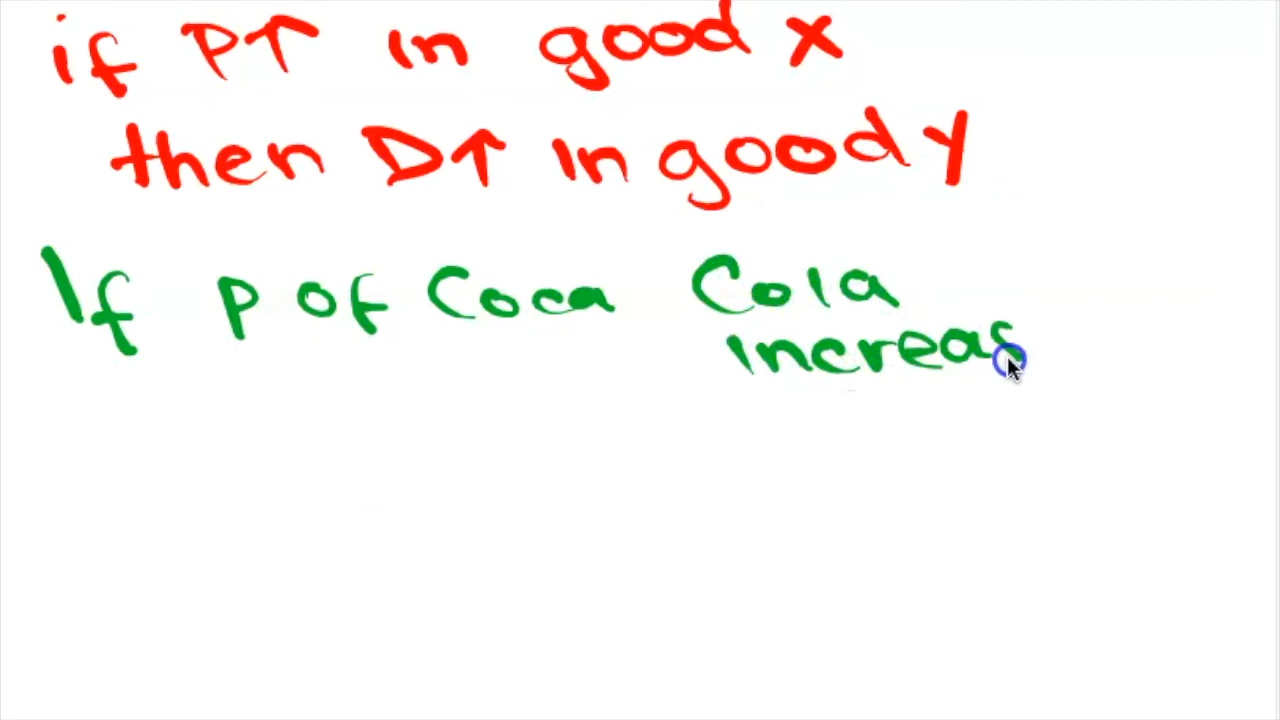 if P↑ in good x
then D↑ in good y
If p of Coca Cola
increas